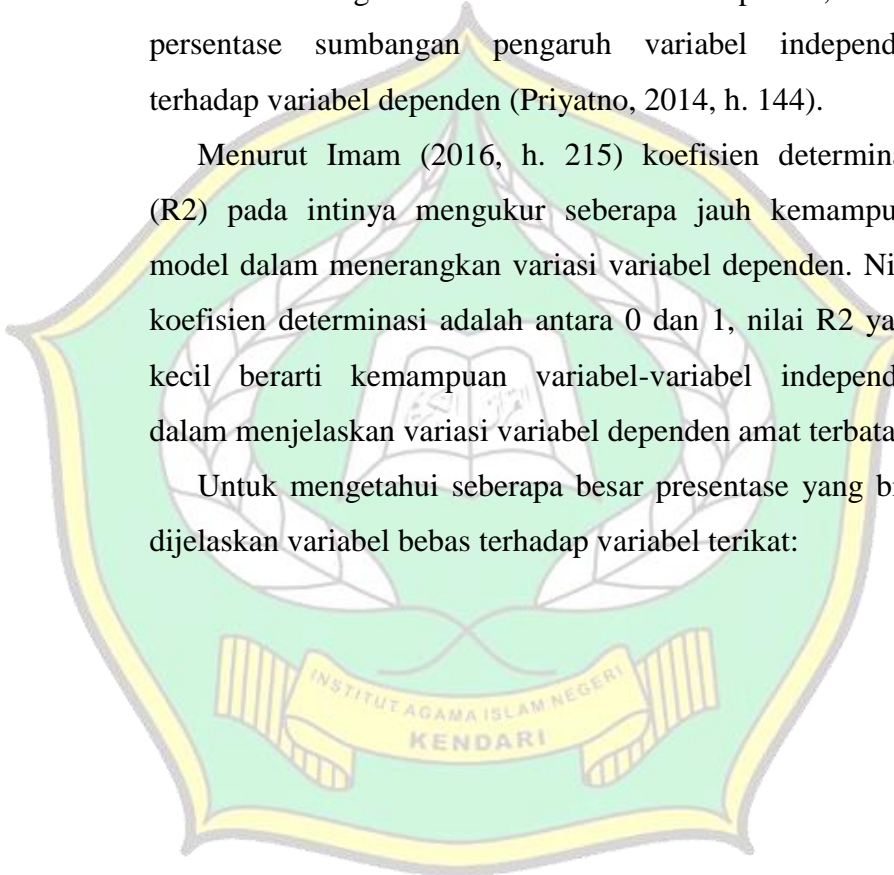 persentase sumbangan pengaruh variabel independ
terhadap variabel dependen (Priyatno, 2014, h. 144).
Menurut Imam (2016, h. 215) koefisien determina
(R2) pada intinya mengukur seberapa jauh kemampu
model dalam menerangkan variasi variabel dependen. Ni
koefisien determinasi adalah antara 0 dan 1, nilai R2 ya
kecil berarti kemampuan variabel-variabel independ
dalam menjelaskan variasi variabel dependen amat terbata
Untuk mengetahui seberapa besar presentase yang bi
dijelaskan variabel bebas terhadap variabel terikat:
INSTITUT AGAMA ISLAM NEGERI
KENDARI